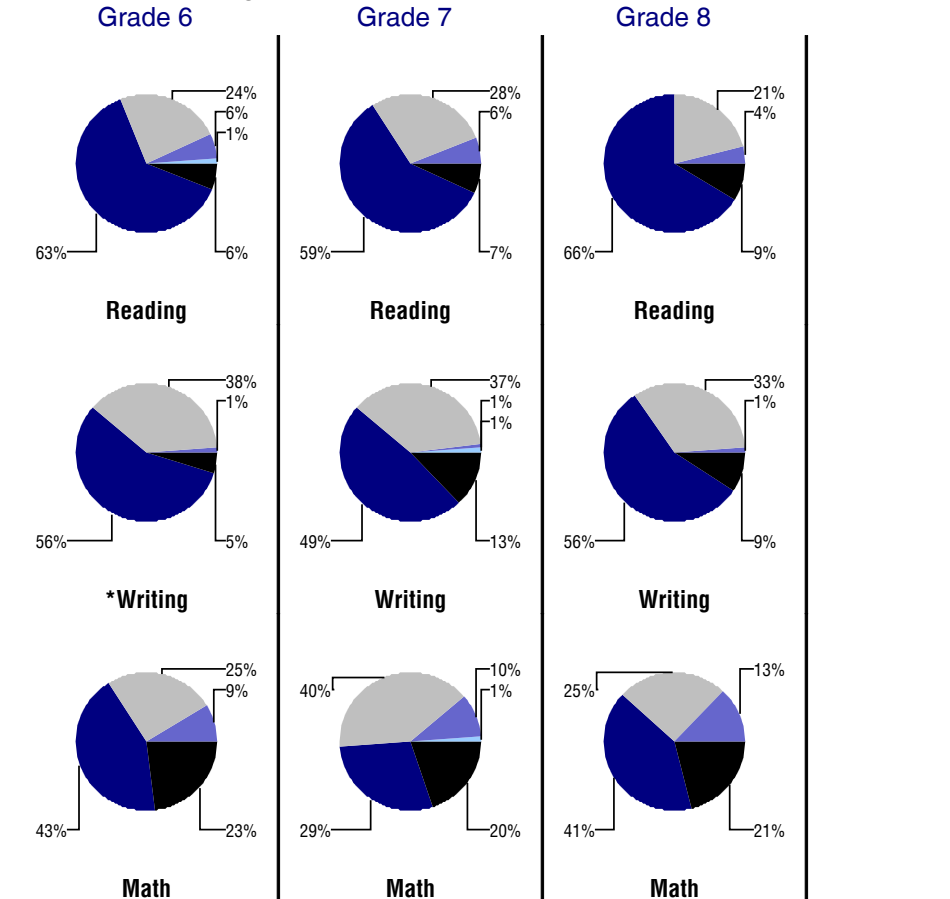 Grade 6 Grade 7 Grade 8
24% 28% 21%
6% 6% 4%
1%
63% 6% 59% 7% 66% 9%
Reading Reading Reading
38% 37% 33%
1% 1% 1%
1%
56% 5% 49% 13% 56% 9%
*Writing Writing Writing
25% 10% 13%
9% 40% 1% 25%
43% 23% 29% 20% 41% 21%
Math Math Math